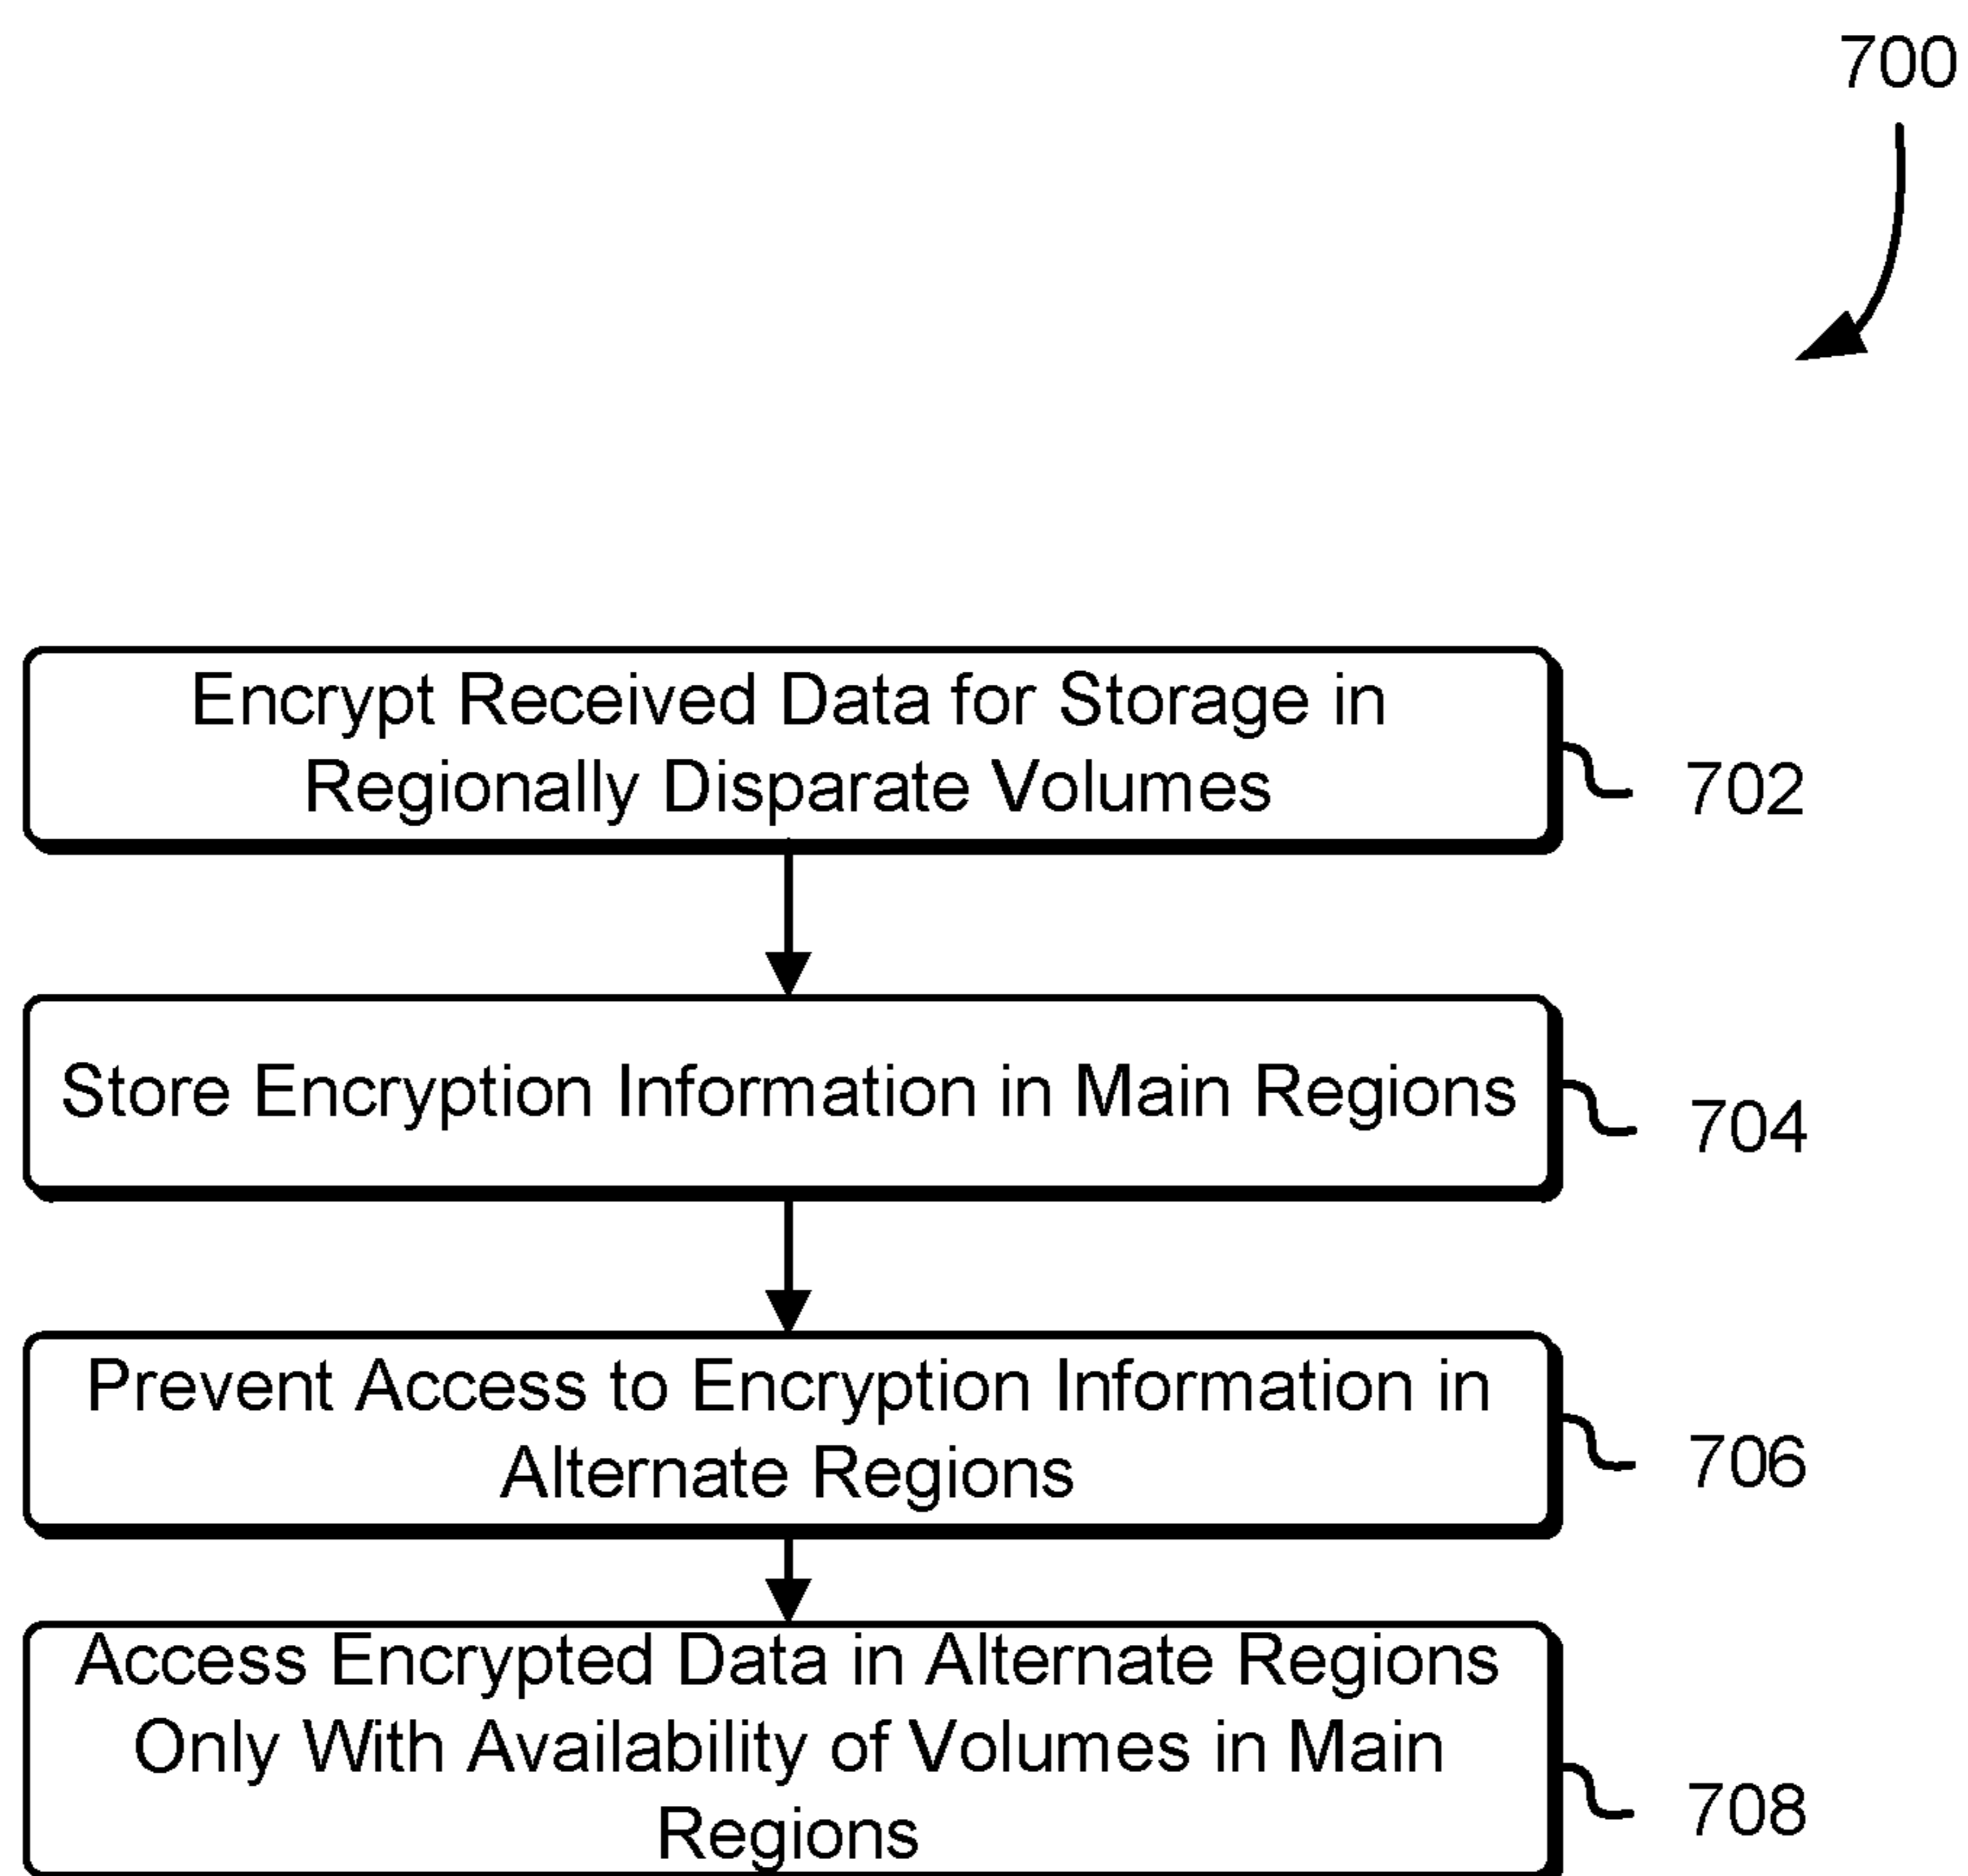 700
Encrypt Received Data for Storage in
Regionally Disparate Volumes
702
Store Encryption Information in Main Regions
704
Prevent Access to Encryption Information in
Alternate Regions
706
Access Encrypted Data in Alternate Regions
Only With Availability of Volumes in Main
Regions
708